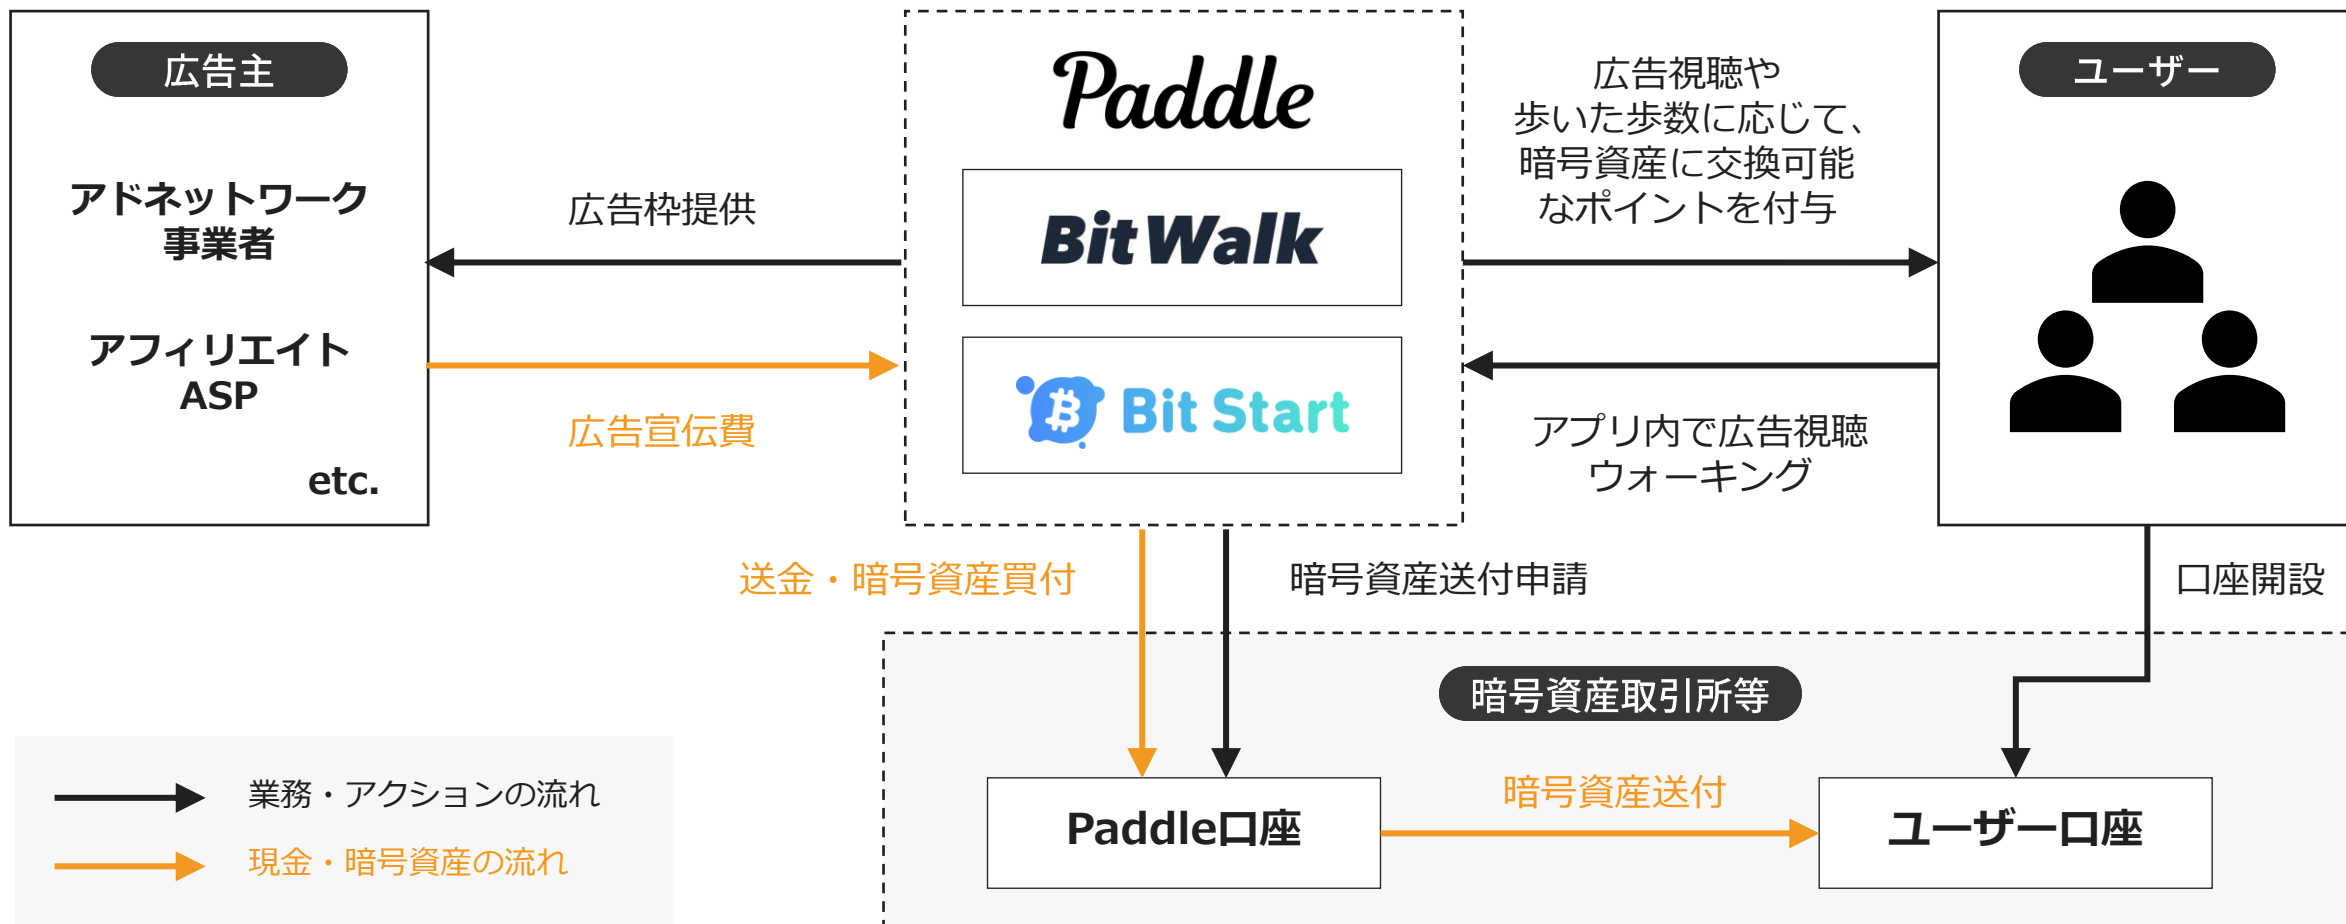 広告主
アドネットワーク
事業者
アフィリエイト
ASP
etc.
広告枠提供
広告宣伝費
Paddle
BitWalk
Bit Start
広告視聴や
歩いた歩数に応じて、
暗号資産に交換可能
なポイントを付与
アプリ内で広告視聴
ウォーキング
ユーザー
送金・暗号資産買付
暗号資産送付申請
口座開設
暗号資産取引所等
Paddle口座
暗号資産送付
ユーザー口座
業務・アクションの流れ
現金・暗号資産の流れ